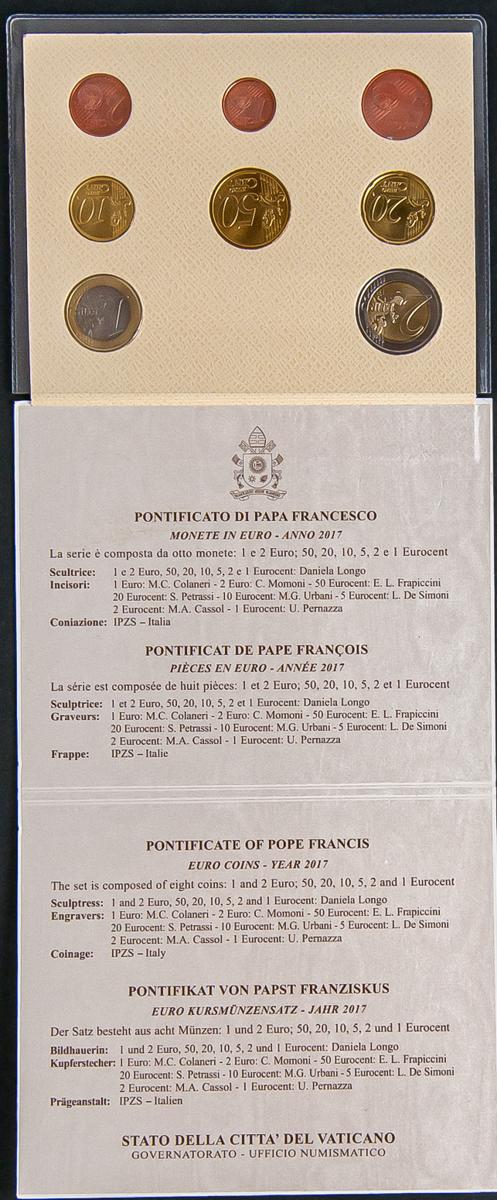 2
1
10
CENT
50
CENT
20
CENT
1
2
PONTIFICATO DI PAPA FRANCESCO
MONETE IN EURO - ANNO 2017
La serie è composta da otto monete: 1 e 2 Euro; 50, 20, 10, 5, 2 e 1 Eurocent
Scultrice: 1 e 2 Euro, 50, 20, 10, 5, 2 e 1 Eurocent: Daniela Longo
Incisori: 1 Euro: M.C. Colaneri - 2 Euro: C. Momoni - 50 Eurocent: E. L. Frapiccini
20 Eurocent: S. Petrassi - 10 Eurocent: M.G. Urbani - 5 Eurocent: L. De Simoni
2 Eurocent: M.A. Cassol - 1 Eurocent: U. Pernazza
Coniazione: IPZS – Italia
PONTIFICAT DE PAPE FRANÇOIS
PIÈCES EN EURO - ANNÉE 2017
La série est composée de huit pièces: 1 et 2 Euro; 50, 20, 10, 5, 2 et 1 Eurocent
Sculptrice: 1 et 2 Euro, 50, 20, 10, 5, 2 et 1 Eurocent: Daniela Longo
Graveurs: 1 Euro: M.C. Colaneri - 2 Euro: C. Momoni - 50 Eurocent: E. L. Frapiccini
20 Eurocent: S. Petrassi - 10 Eurocent: M.G. Urbani - 5 Eurocent: L. De Simoni
2 Eurocent: M.A. Cassol - 1 Eurocent: U. Pernazza
Frappe: IPZS – Italie
PONTIFICATE OF POPE FRANCIS
EURO COINS - YEAR 2017
The set is composed of eight coins: 1 and 2 Euro; 50, 20, 10, 5, 2 and 1 Eurocent
Sculptress: 1 and 2 Euro, 50, 20, 10, 5, 2 and 1 Eurocent: Daniela Longo
Engravers: 1 Euro: M.C. Colaneri - 2 Euro: C. Momoni - 50 Eurocent: E. L. Frapiccini
20 Eurocent: S. Petrassi - 10 Eurocent: M.G. Urbani - 5 Eurocent: L. De Simoni
2 Eurocent: M.A. Cassol - 1 Eurocent: U. Pernazza
Coinage: IPZS – Italy
PONTIFIKAT VON PAPST FRANZISKUS
EURO KURSMÜNZENSATZ - JAHR 2017
Der Satz besteht aus acht Münzen: 1 und 2 Euro; 50, 20, 10, 5, 2 und 1 Eurocent
Bildhauerin: 1 und 2 Euro, 50, 20, 10, 5, 2 und 1 Eurocent: Daniela Longo
Kupferstecher: 1 Euro: M.C. Colaneri - 2 Euro: C. Momoni - 50 Eurocent: E. L. Frapiccini
20 Eurocent: S. Petrassi - 10 Eurocent: M.G. Urbani - 5 Eurocent: L. De Simoni
2 Eurocent: M.A. Cassol - 1 Eurocent: U. Pernazza
Prägeanstalt: IPZS – Italien
STATO DELLA CITTA' DEL VATICANO
GOVERNATORATO - UFFICIO NUMISMATICO